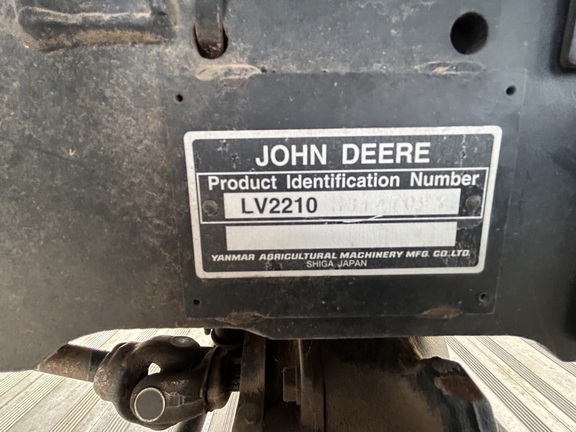 JOHN DEERE
Product Identification Number
LV2210
YANMAR AGRICULTURAL MACHINERY MFG. CO. LTD.
SHIGA JAPAN